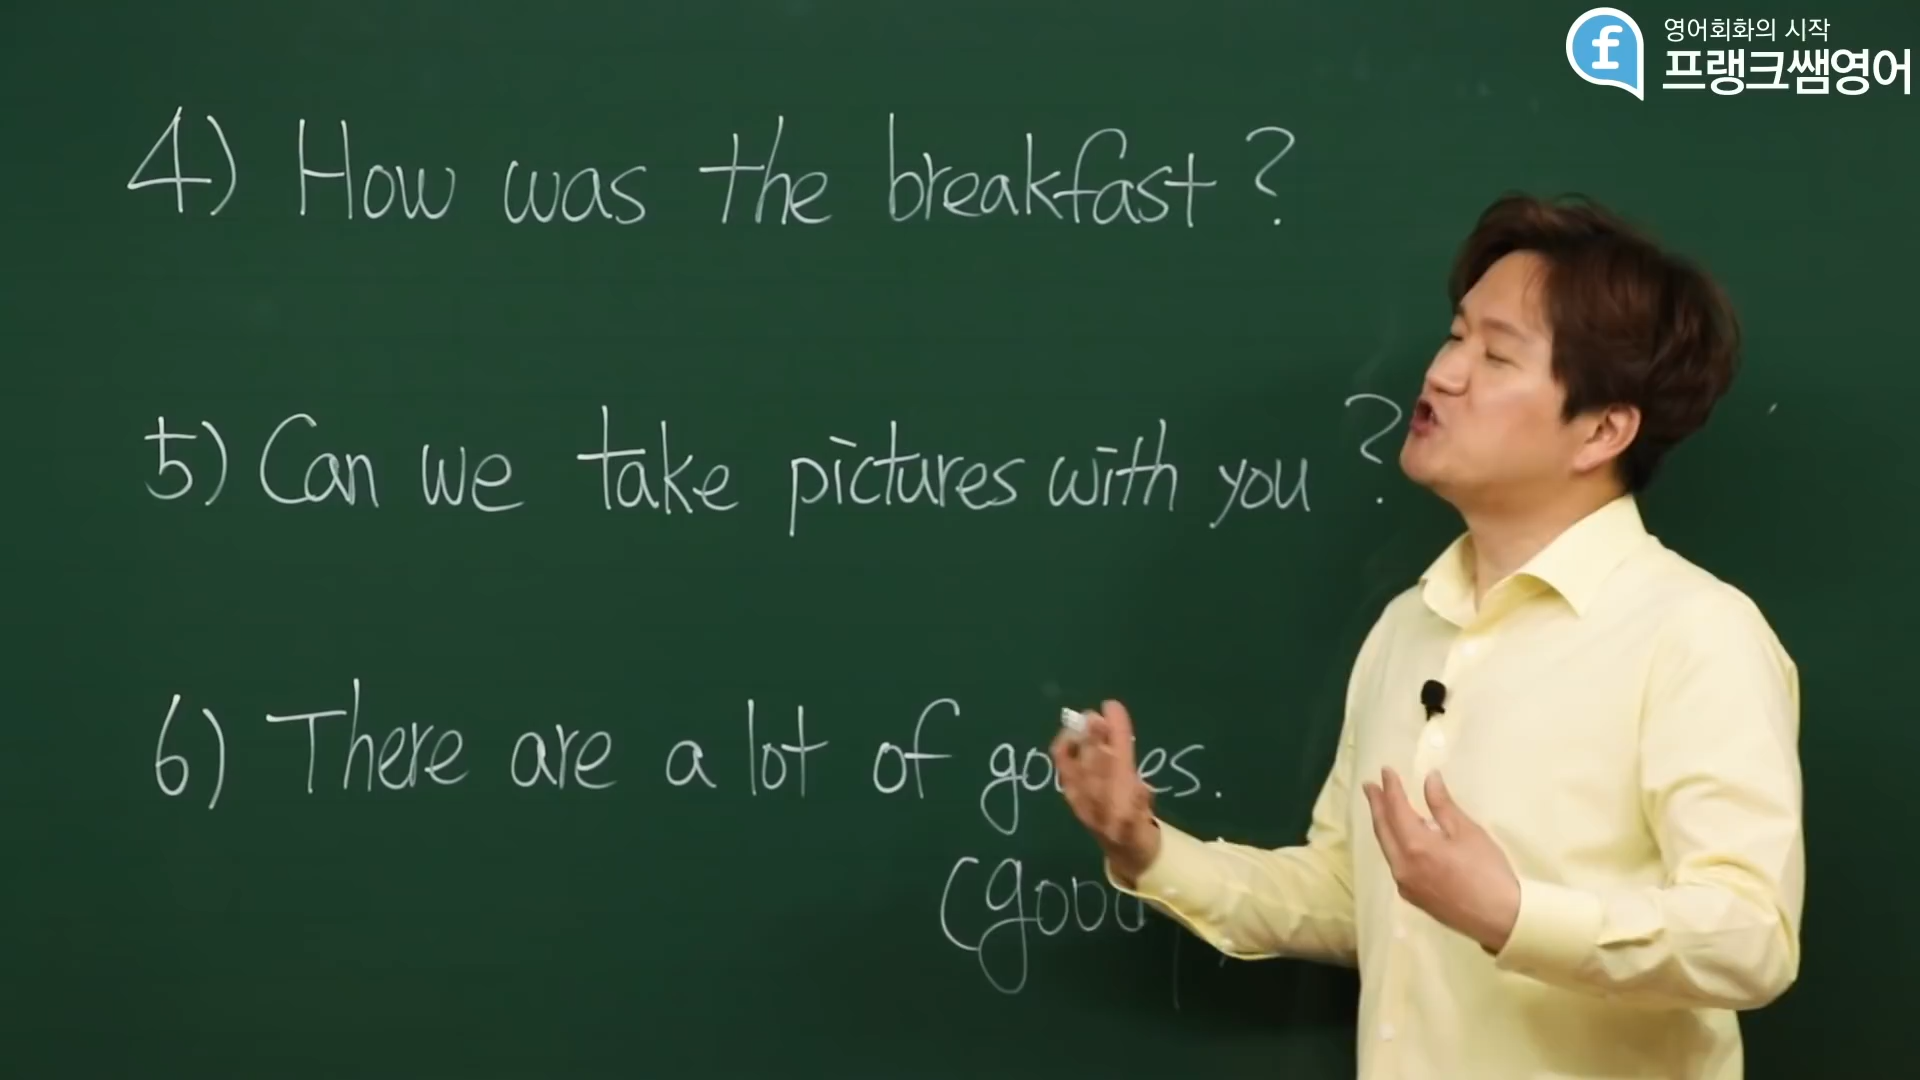 영어회화의 시작
프랭크쌤영어
4) How was the breakfast?
5) Can we take pictures with you?
6) There are a lot of